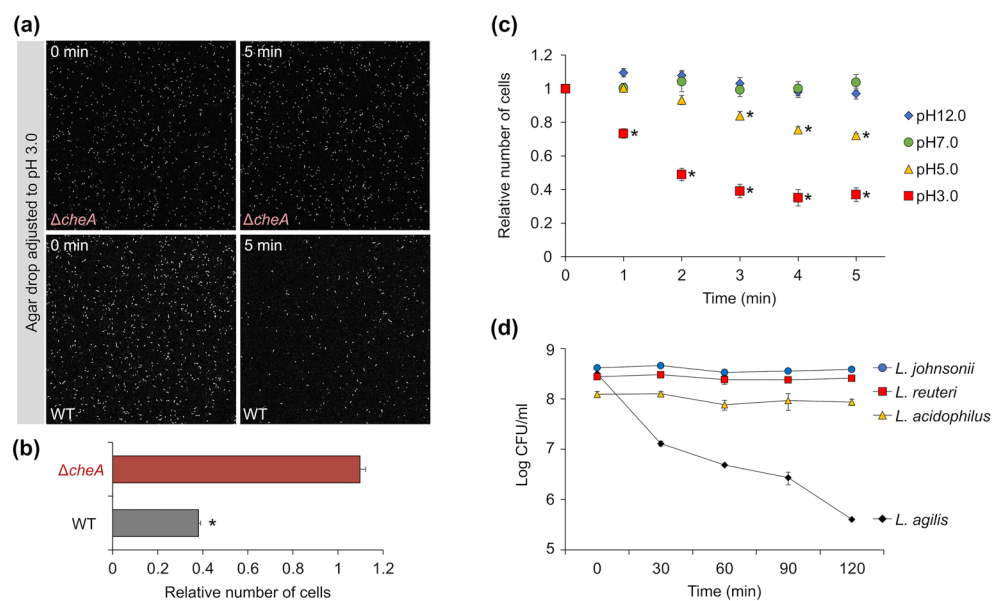 (a)
Agar drop adjusted to pH 3.0
0 min
5 min
ΔcheA
ΔcheA
0 min
5 min
WT
WT
(b)
ΔcheA
WT
*
0 0.2 0.4 0.6 0.8 1 1.2
Relative number of cells
(c)
Relative number of cells
1.2
1
0.8
0.6
0.4
0.2
0
* * *
* * * * *
0 1 2 3 4 5
Time (min)
pH12.0
pH7.0
pH5.0
pH3.0
(d)
Log CFU/ml
9
8
7
6
5
0 30 60 90 120
Time (min)
L. johnsonii
L. reuteri
L. acidophilus
L. agilis